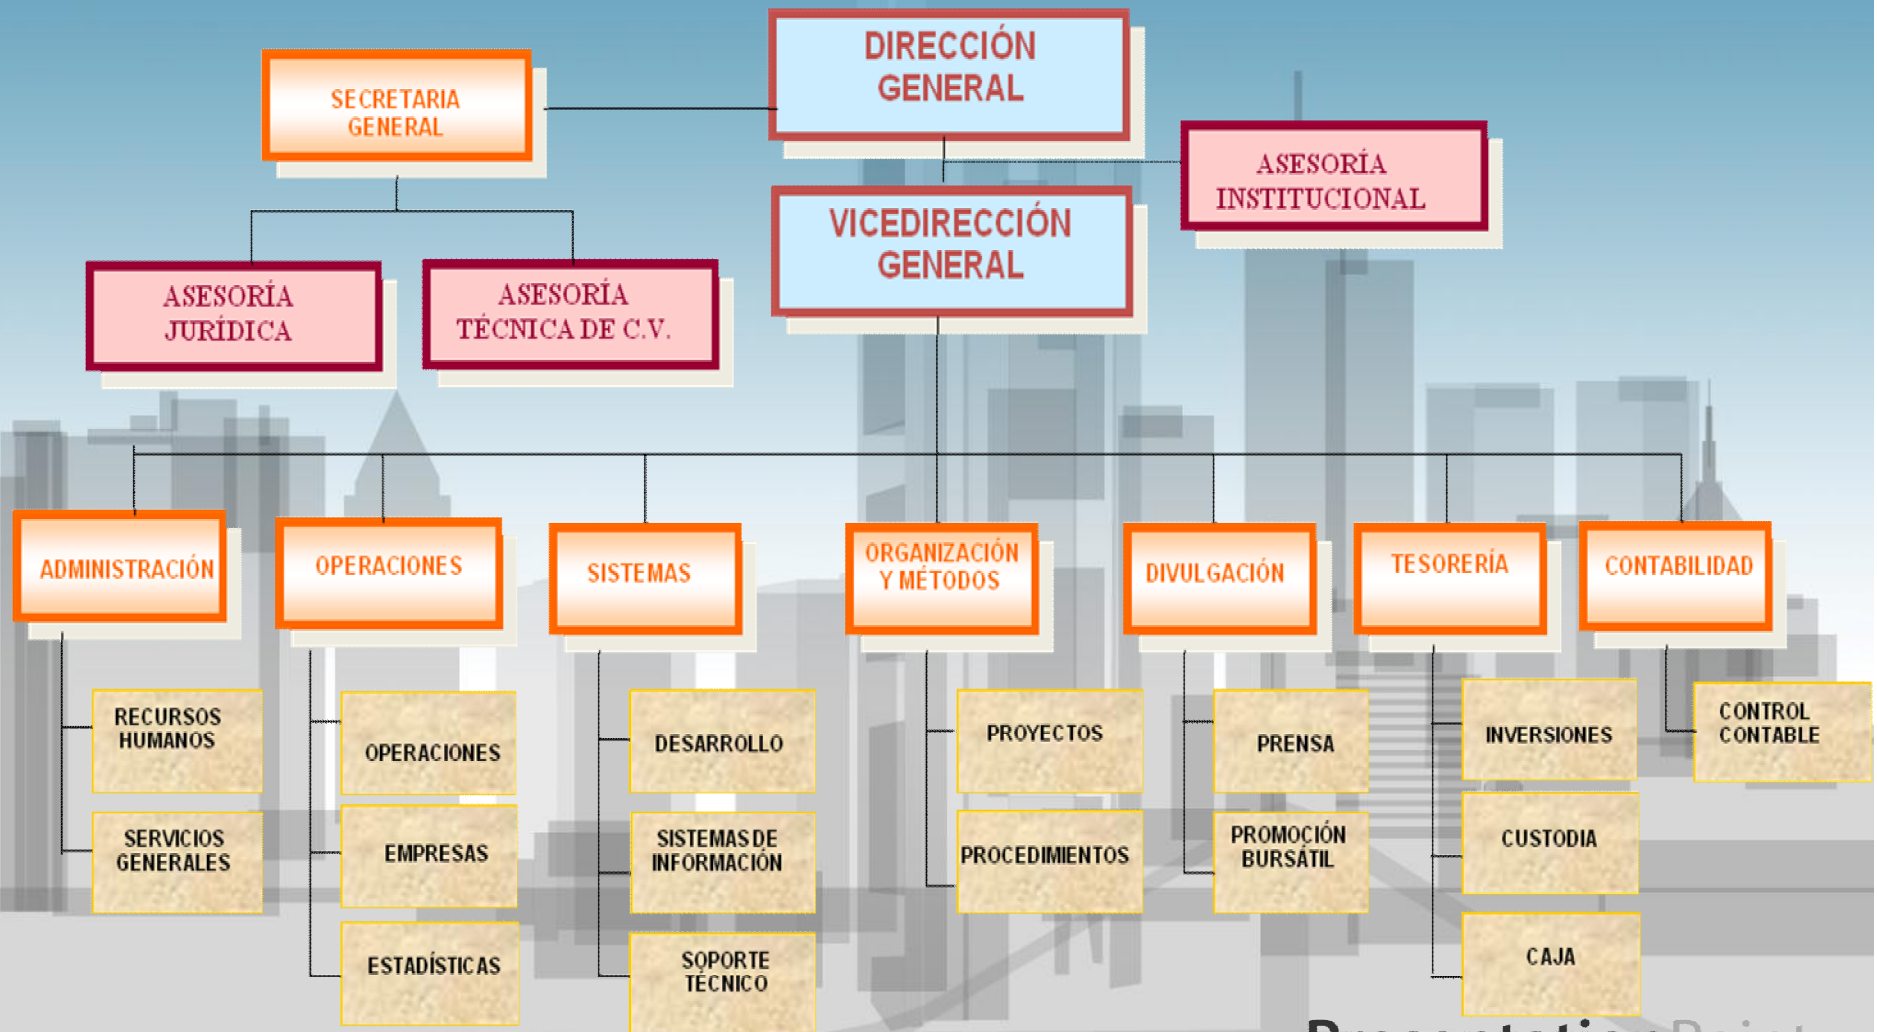 DIRECCIÓN
GENERAL
SECRETARIA
GENERAL
ASESORÍA
INSTITUCIONAL
VICEDIRECCIÓN
GENERAL
ASESORÍA
JURÍDICA
ASESORÍA
TÉCNICA DE C.V.
ADMINISTRACIÓN
OPERACIONES
SISTEMAS
ORGANIZACIÓN
Y MÉTODOS
DIVULGACIÓN
TESORERÍA
CONTABILIDAD
RECURSOS
HUMANOS
SERVICIOS
GENERALES
OPERACIONES
EMPRESAS
ESTADÍSTICAS
DESARROLLO
SISTEMAS DE
INFORMACIÓN
SOPORTE
TÉCNICO
PROYECTOS
PROCEDIMIENTOS
PRENSA
PROMOCIÓN
BURSÁTIL
INVERSIONES
CUSTODIA
CAJA
CONTROL
CONTABLE
PresentationPoint